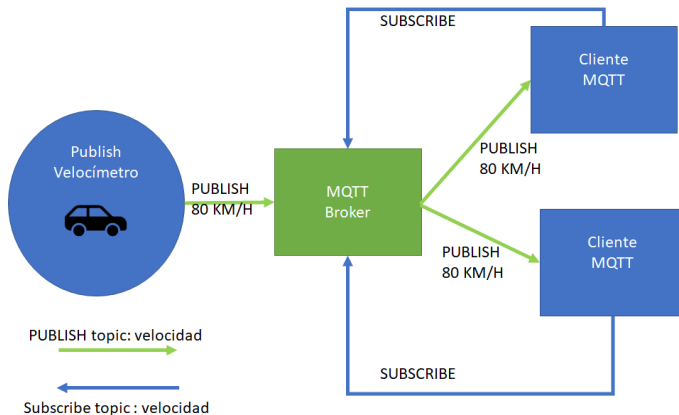 SUBSCRIBE
Cliente
MQTT
Publish
Velocímetro
PUBLISH
80 KM/H
MQTT
Broker
PUBLISH
80 KM/H
PUBLISH
80 KM/H
Cliente
MQTT
PUBLISH topic: velocidad
SUBSCRIBE
Subscribe topic : velocidad